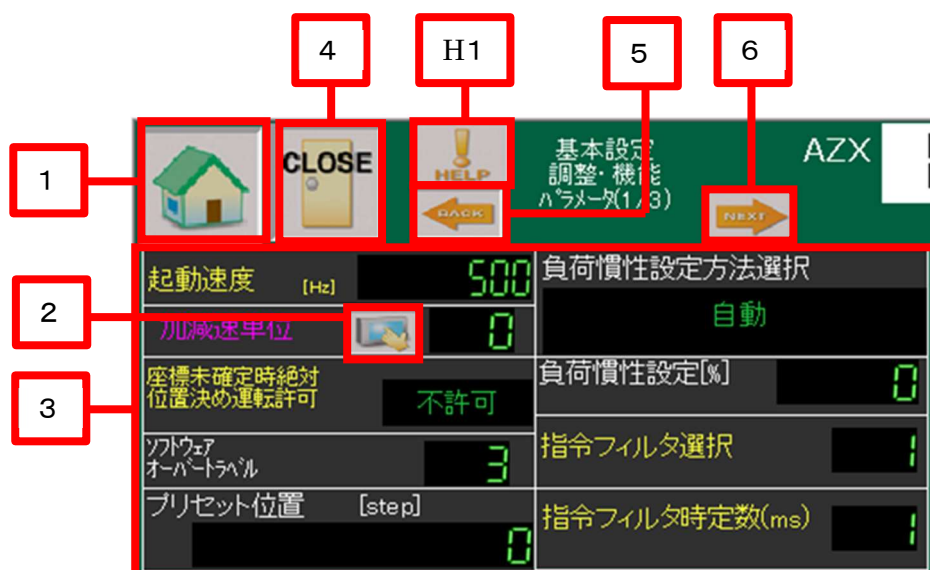 4
H1
5
6
1
CLOSE
HELP
BACK
基本設定
調整・機能
パラメータ(1/3)
NEXT
AZX
2
3
起動速度 [Hz] 500
加減速単位 0
座標未確定時絶対
位置決め運転許可 不許可
ソフトウェア
オーバートラベル 3
プリセット位置 [step]
0
負荷慣性設定方法選択
自動
負荷慣性設定[%] 0
指令フィルタ選択 1
指令フィルタ時定数(ms) 1